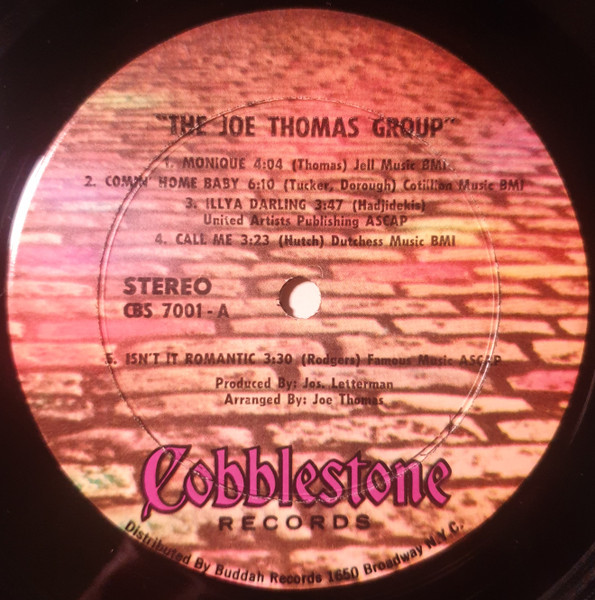 "THE JOE THOMAS GROUP"
1. MONIQUE 4:04 (Thomas) Jell Music BMI
2. COMIN' HOME BABY 6:10 (Tucker, Dorough) Cotillion Music BMI
3. ILLYA DARLING 3:47 (Hadjidekis)
United Artists Publishing ASCAP
4. CALL ME 3:23 (Hutch) Dutchess Music BMI
STEREO
CBS 7001-A
5. ISN'T IT ROMANTIC 3:30 (Rodgers) Famous Music ASCAP
Produced By: Jos. Letterman
Arranged By: Joe Thomas
Cobblestone
RECORDS
Distributed By Buddah Records 1650 Broadway N.Y.C.